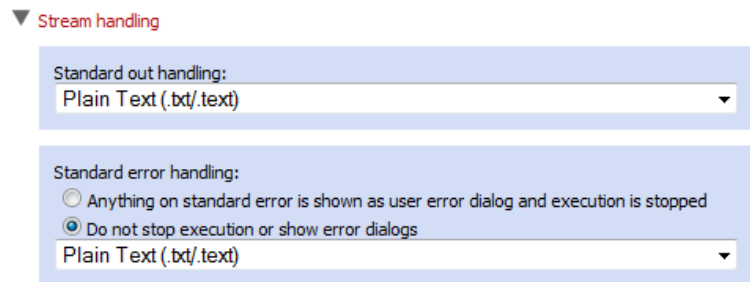 Stream handling
Standard out handling:
Plain Text (.txt/.text)
Standard error handling:
Anything on standard error is shown as user error dialog and execution is stopped
Do not stop execution or show error dialogs
Plain Text (.txt/.text)